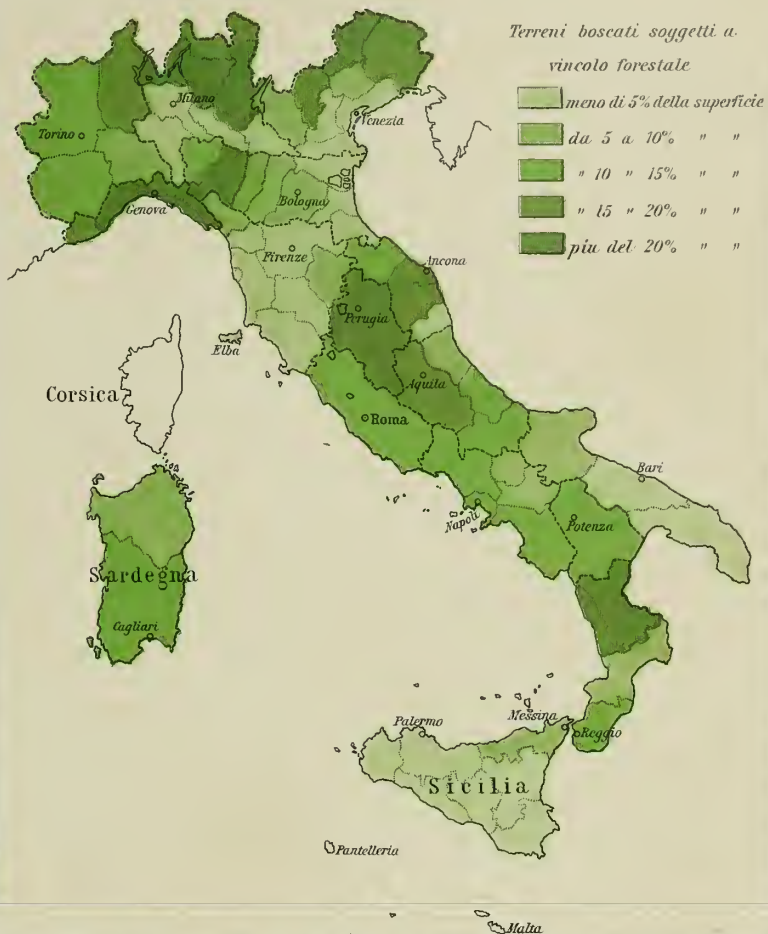 Terreni boscati soggetti a
vincolo forestale
meno di 5% della superficie
da 5 a 10% " "
" 10 " 15% " "
" 15 " 20% " "
piu del 20% " "
Milano
Venezia
Torino
Genova
Bologna
Firenze
Ancona
Perugia
Elba
Aquila
Corsica
Roma
Bari
Napoli
Potenza
Sardegna
Cagliari
Palermo
Messina
Reggio
Sicilia
Pantelleria
Malta